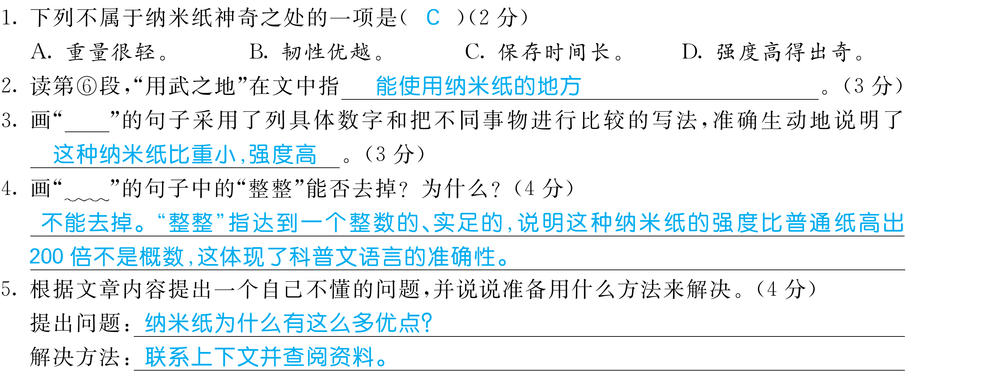 1. 下列不属于纳米纸神奇之处的一项是( C )(2 分)
A. 重量很轻。 B. 韧性优越。 C. 保存时间长。 D. 强度高得出奇。
2. 读第⑥段,“用武之地”在文中指 能使用纳米纸的地方 。(3 分)
3. 画“____”的句子采用了列具体数字和把不同事物进行比较的写法,准确生动地说明了
这种纳米纸比重小,强度高 。(3 分)
4. 画“﹏﹏”的句子中的“整整”能否去掉? 为什么?(4 分)
不能去掉。“整整”指达到一个整数的、实足的,说明这种纳米纸的强度比普通纸高出
200 倍不是概数,这体现了科普文语言的准确性。
5. 根据文章内容提出一个自己不懂的问题,并说说准备用什么方法来解决。(4 分)
提出问题: 纳米纸为什么有这么多优点?
解决方法: 联系上下文并查阅资料。